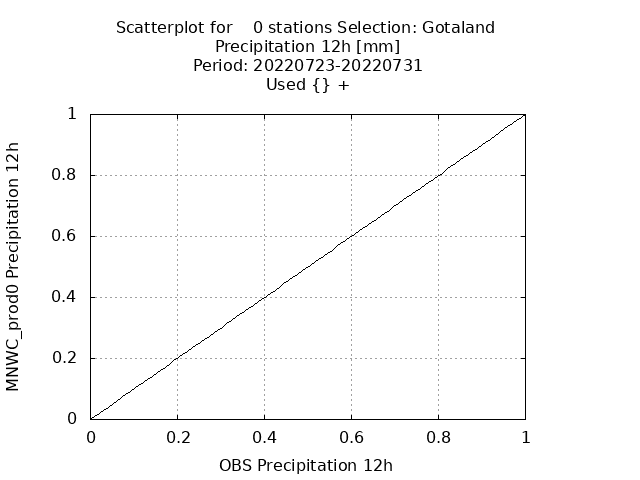 Scatterplot for    0 stations Selection: Gotaland
Precipitation 12h [mm]
Period: 20220723-20220731
Used {} +
1
0.8
0.6
0.4
0.2
0
MNWC_prod0 Precipitation 12h
0 0.2 0.4 0.6 0.8 1
OBS Precipitation 12h